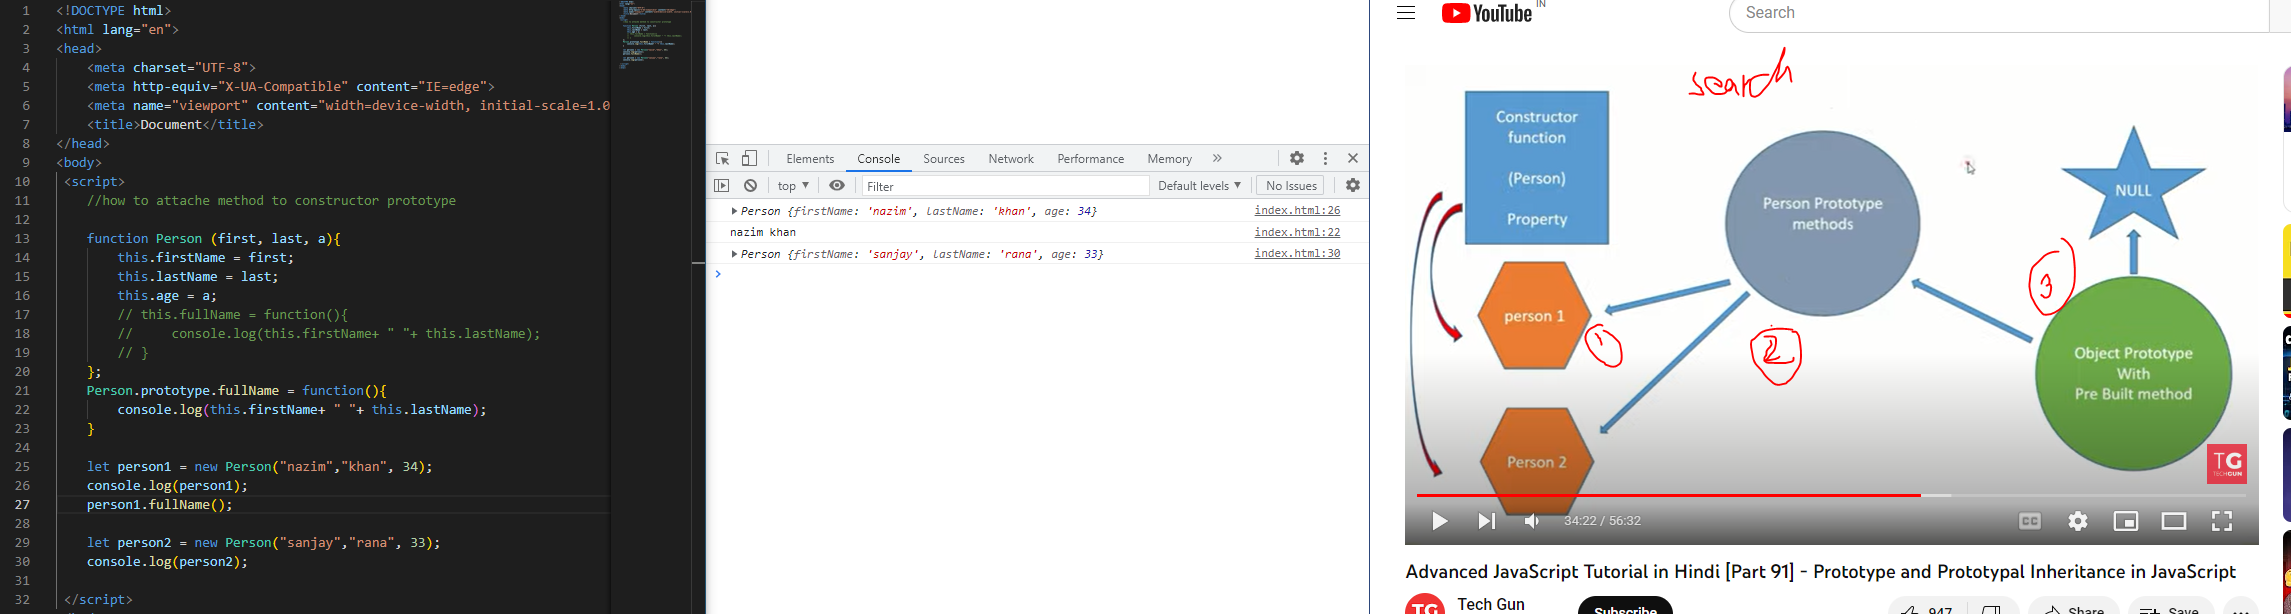 1 <!DOCTYPE html>
2 <html lang="en">
3 <head>
4 <meta charset="UTF-8">
5 <meta http-equiv="X-UA-Compatible" content="IE=edge">
6 <meta name="viewport" content="width=device-width, initial-scale=1.0
7 <title>Document</title>
8 </head>
9 <body>
10 <script>
11 //how to attache method to constructor prototype
12
13 function Person (first, last, a){
14 this.firstName = first;
15 this.lastName = last;
16 this.age = a;
17 // this.fullName = function(){
18 //     console.log(this.firstName+ " "+ this.lastName);
19 // }
20 };
21 Person.prototype.fullName = function(){
22 console.log(this.firstName+ " "+ this.lastName);
23 }
24
25 let person1 = new Person("nazim","khan", 34);
26 console.log(person1);
27 person1.fullName();
28
29 let person2 = new Person("sanjay","rana", 33);
30 console.log(person2);
31
32 </script>
Elements Console Sources Network Performance Memory »
top Filter Default levels No Issues
Person {firstName: 'nazim', lastName: 'khan', age: 34} index.html:26
nazim khan index.html:22
Person {firstName: 'sanjay', lastName: 'rana', age: 33} index.html:30
YouTube IN
Search
search
Constructor
function
(Person)
Property
Person Prototype
methods
NULL
person 1
1
2
3
Object Prototype
With
Pre Built method
Person 2
TG
TECHGUN
34:22 / 56:32
CC
Advanced JavaScript Tutorial in Hindi [Part 91] - Prototype and Prototypal Inheritance in JavaScript
TG
Tech Gun
Subscribe
947
Share
Save